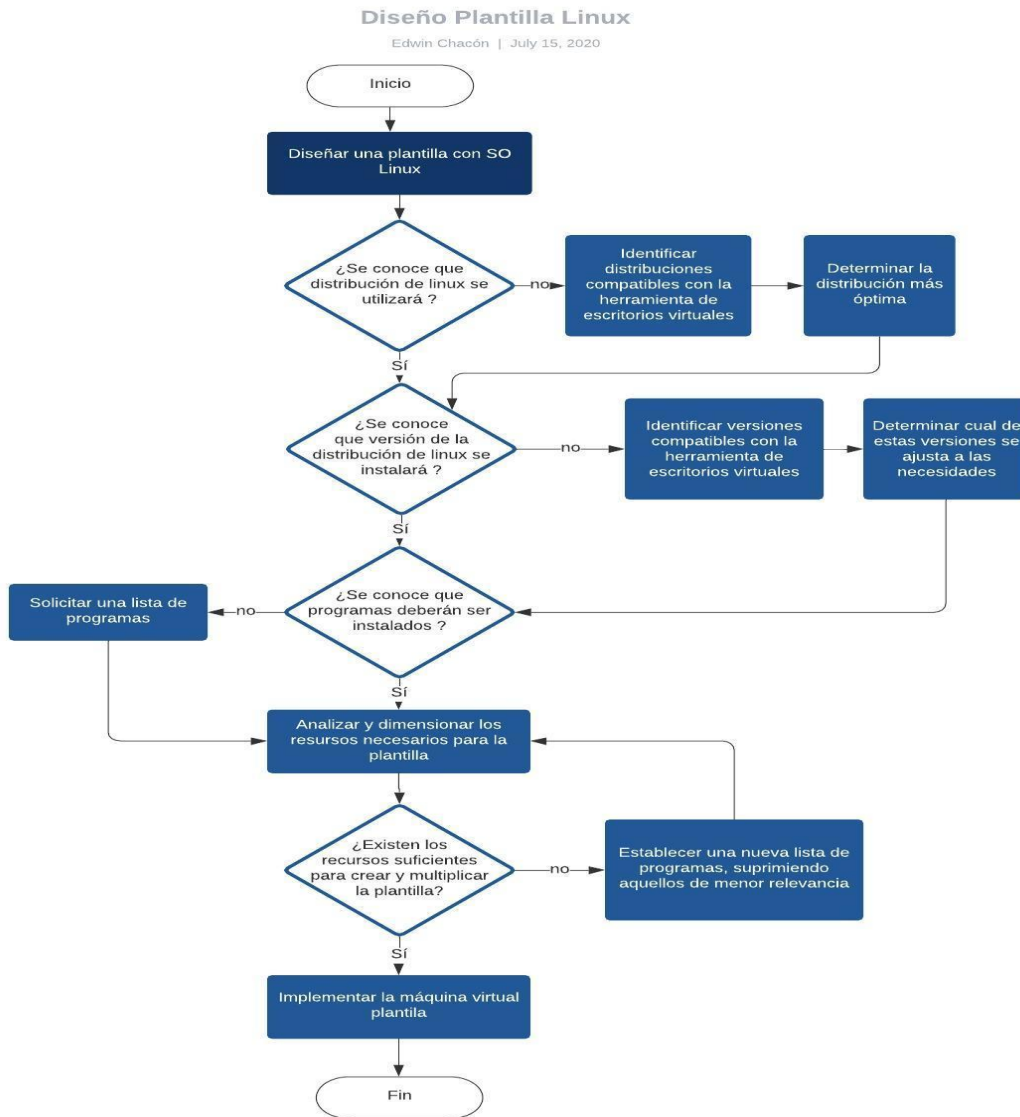 Diseño Plantilla Linux
Edwin Chacón | July 15, 2020
Inicio
Diseñar una plantilla con SO
Linux
¿Se conoce que
distribución de linux se
utilizará ?
no
Identificar
distribuciones
compatibles con la
herramienta de
escritorios virtuales
Determinar la
distribución más
óptima
Sí
¿Se conoce
que versión de la
distribución de linux se
instalará ?
no
Identificar versiones
compatibles con la
herramienta de
escritorios virtuales
Determinar cual de
estas versiones se
ajusta a las
necesidades
Sí
¿Se conoce que
programas deberán ser
instalados ?
no
Solicitar una lista de
programas
Sí
Analizar y dimensionar los
resursos necesarios para la
plantilla
¿Existen los
recursos suficientes
para crear y multiplicar
la plantilla?
no
Establecer una nueva lista de
programas, suprimiendo
aquellos de menor relevancia
Sí
Implementar la máquina virtual
plantila
Fin